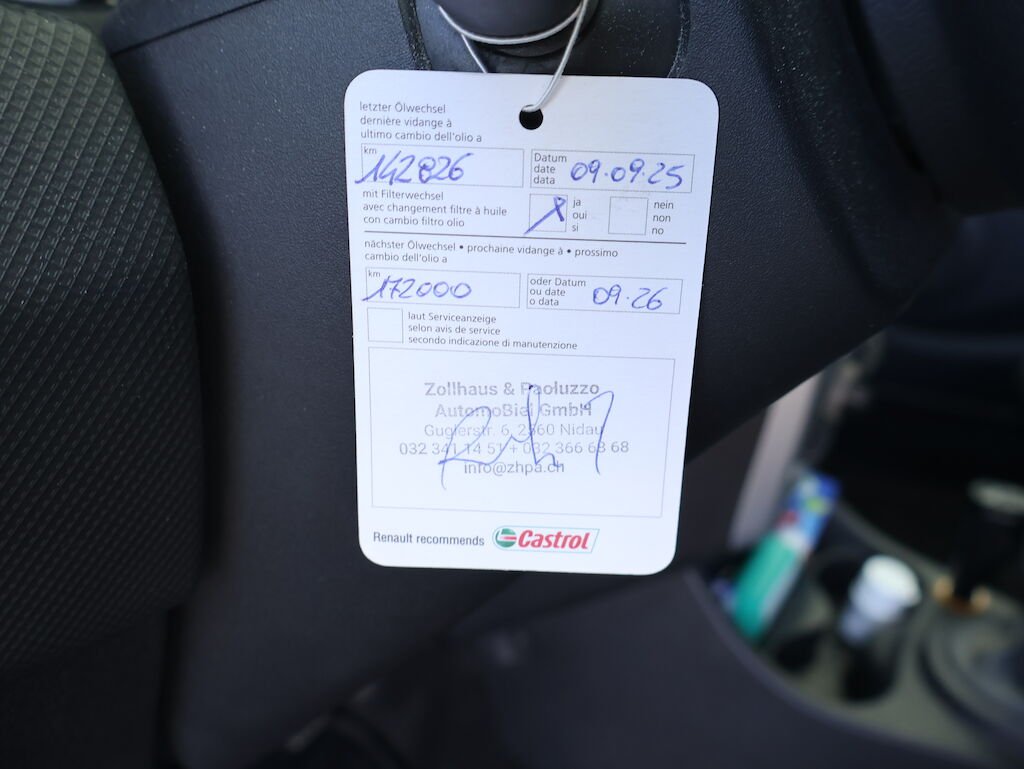 letzter Ölwechsel
dernière vidange à
ultimo cambio dell'olio a
km
142826
Datum
date
data
09.09.25
mit Filterwechsel
avec changement filtre à huile
con cambio filtro olio
ja
oui
si
nein
non
no
nächster Ölwechsel • prochaine vidange à • prossimo
cambio dell'olio a
km
172000
oder Datum
ou date
o data
09.26
laut Serviceanzeige
selon avis de service
secondo indicazione di manutenzione
Zollhaus & Paoluzzo
AutomoBiel GmbH
Guglerstr. 6, 2560 Nidau
032 341 14 51 + 032 366 68 68
info@zhpa.ch
Renault recommends Castrol